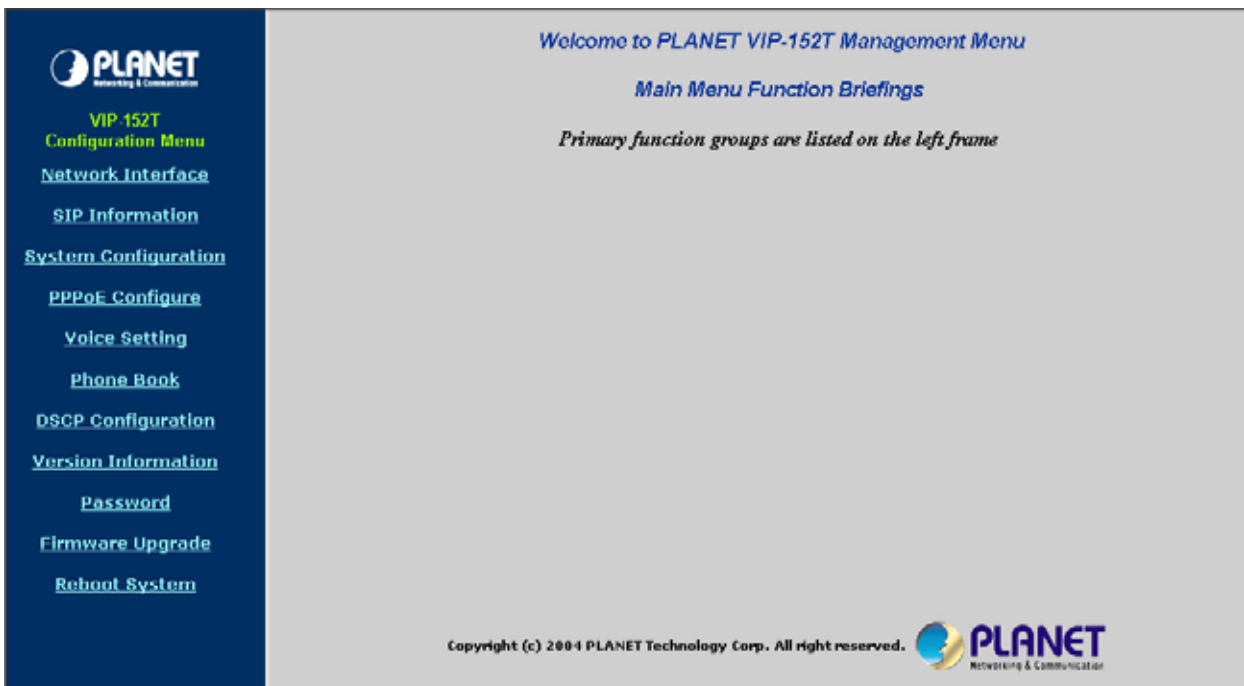 PLANET
Networking & Communication
VIP-152T
Configuration Menu
Network Interface
SIP Information
System Configuration
PPPoE Configure
Voice Setting
Phone Book
DSCP Configuration
Version Information
Password
Firmware Upgrade
Reboot System
Welcome to PLANET VIP-152T Management Menu
Main Menu Function Briefings
Primary function groups are listed on the left frame
Copyright (c) 2004 PLANET Technology Corp. All right reserved.
PLANET
Networking & Communication